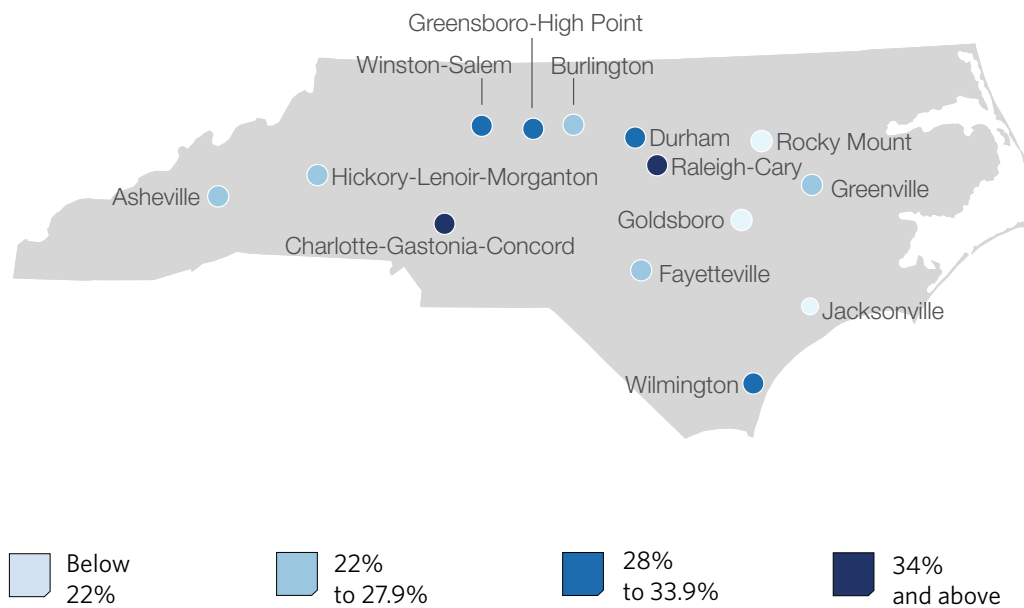 Greensboro-High Point
Winston-Salem
Burlington
Durham
Rocky Mount
Raleigh-Cary
Hickory-Lenoir-Morganton
Asheville
Greenville
Goldsboro
Charlotte-Gastonia-Concord
Fayetteville
Jacksonville
Wilmington
Below
22%
22%
to 27.9%
28%
to 33.9%
34%
and above